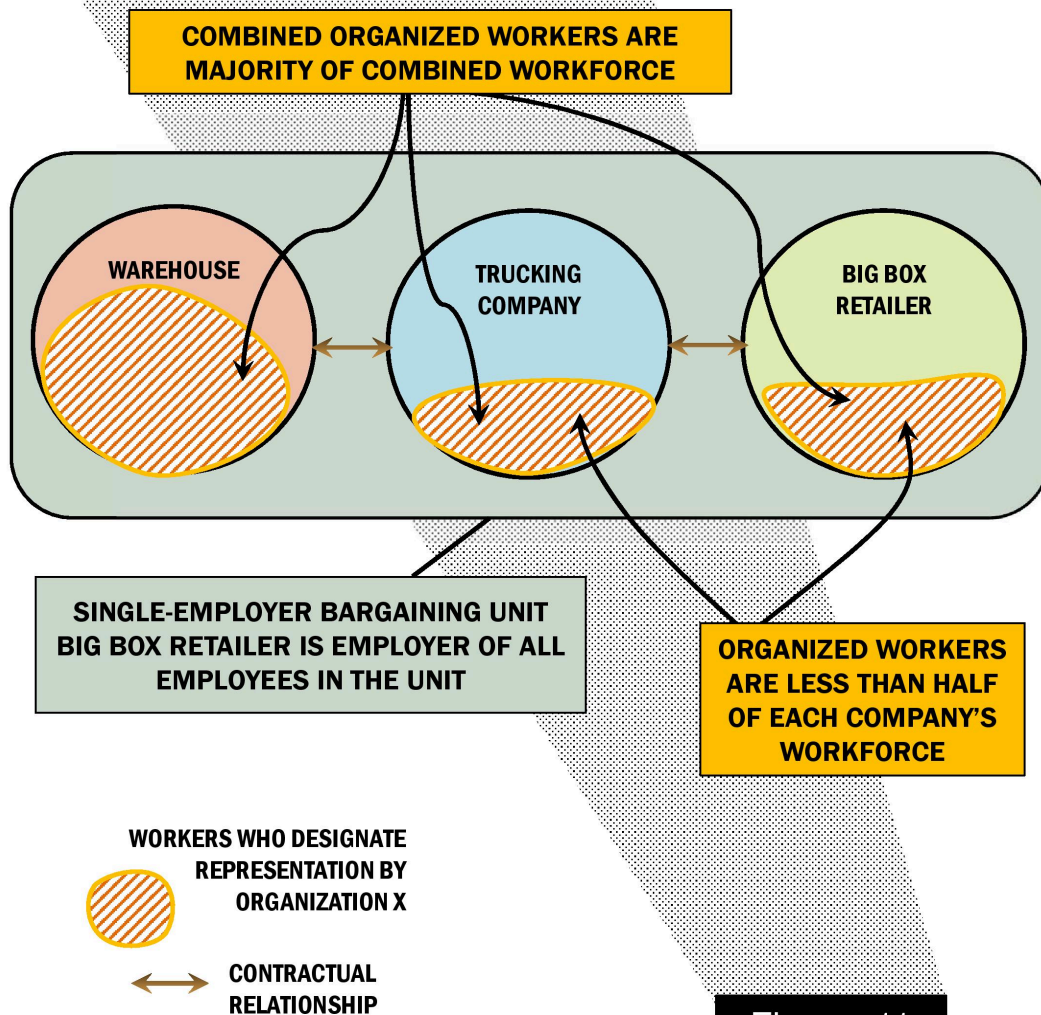 COMBINED ORGANIZED WORKERS ARE
MAJORITY OF COMBINED WORKFORCE
WAREHOUSE
TRUCKING
COMPANY
BIG BOX
RETAILER
SINGLE-EMPLOYER BARGAINING UNIT
BIG BOX RETAILER IS EMPLOYER OF ALL
EMPLOYEES IN THE UNIT
ORGANIZED WORKERS
ARE LESS THAN HALF
OF EACH COMPANY'S
WORKFORCE
WORKERS WHO DESIGNATE
REPRESENTATION BY
ORGANIZATION X
CONTRACTUAL
RELATIONSHIP